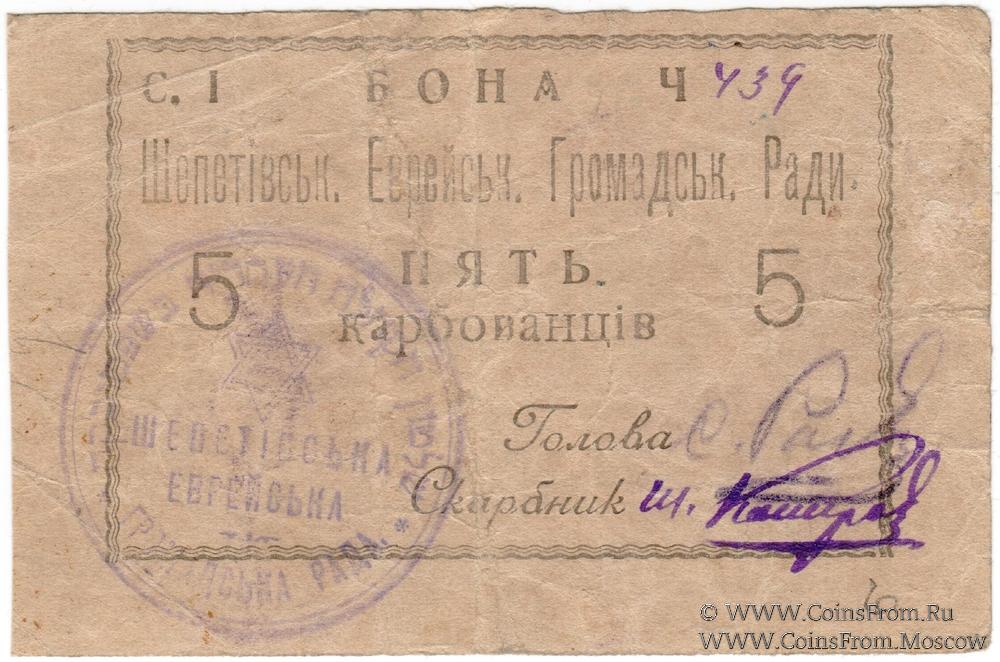 С. І БОНА Ч 439
Шепетівськ. Еврейськ. Громадськ. Ради.
5 ПЯТЬ. 5
карбованців
Голова С.
Скарбник Ш.
ШЕПЕТІВСЬКА
ЕВРЕЙСЬКА
РАДА.
© WWW.CoinsFrom.Ru
WWW.CoinsFrom.Moscow